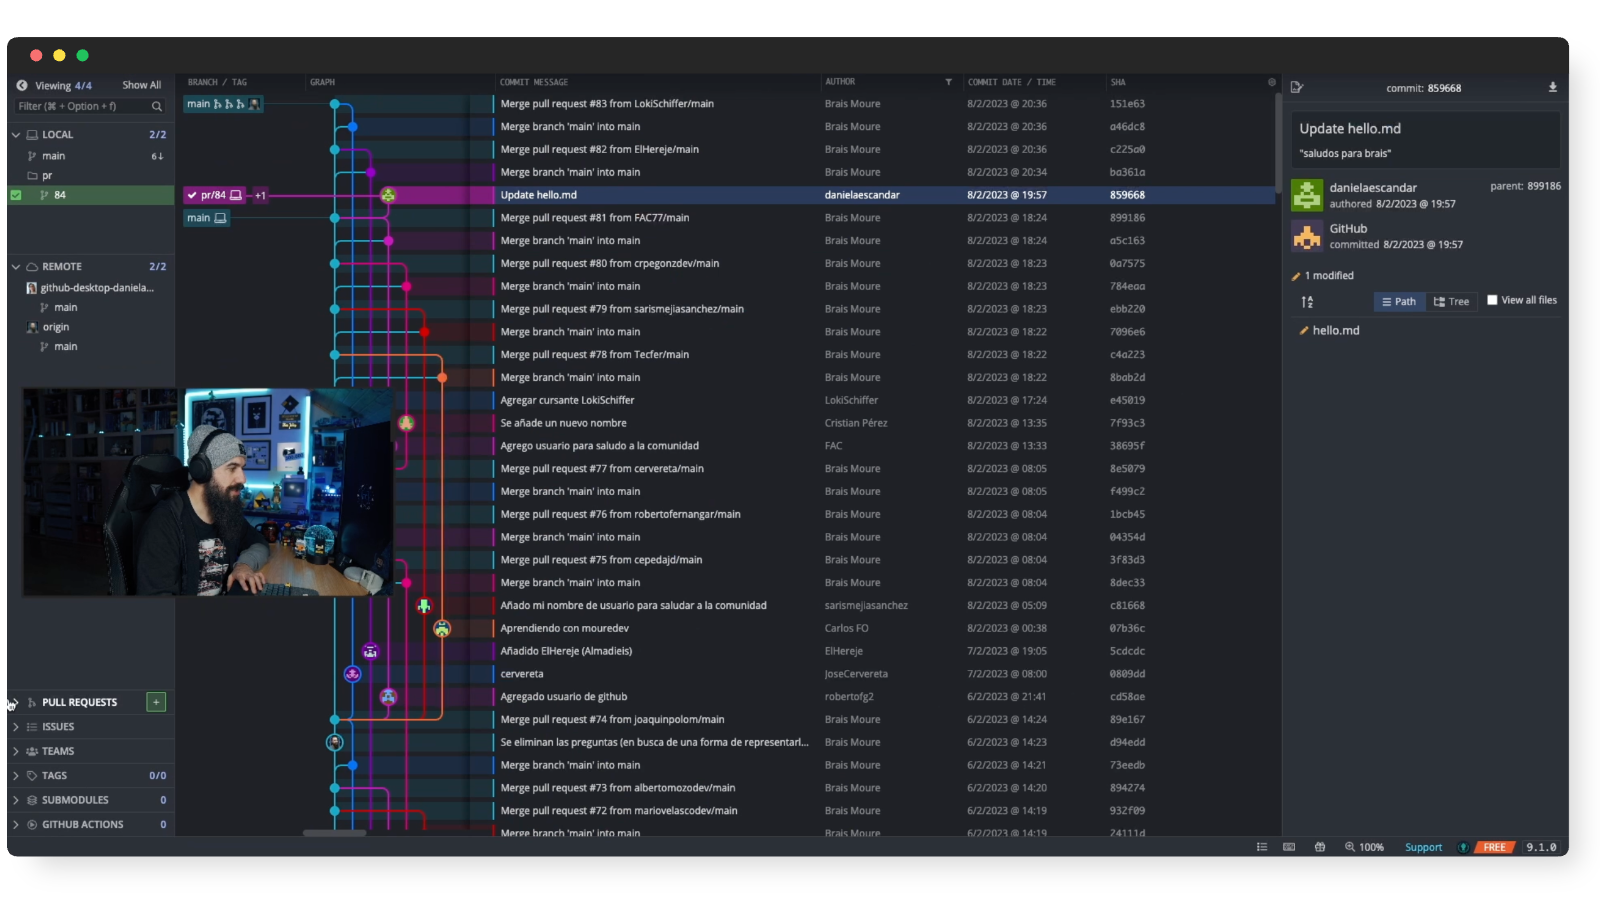 Viewing 4/4 Show All
Filter (⌘ + Option + f)
LOCAL 2/2
main 6↓
pr
84
REMOTE 2/2
github-desktop-daniela...
main
origin
main
PULL REQUESTS +
ISSUES
TEAMS
TAGS 0/0
SUBMODULES 0
GITHUB ACTIONS 0
BRANCH / TAG GRAPH COMMIT MESSAGE AUTHOR COMMIT DATE / TIME SHA
main Merge pull request #83 from LokiSchiffer/main Brais Moure 8/2/2023 @ 20:36 151e63
Merge branch 'main' into main Brais Moure 8/2/2023 @ 20:36 a46dc8
Merge pull request #82 from ElHereje/main Brais Moure 8/2/2023 @ 20:36 c225a0
Merge branch 'main' into main Brais Moure 8/2/2023 @ 20:34 ba361a
pr/84 +1 Update hello.md danielaescandar 8/2/2023 @ 19:57 859668
main Merge pull request #81 from FAC77/main Brais Moure 8/2/2023 @ 18:24 899186
Merge branch 'main' into main Brais Moure 8/2/2023 @ 18:24 a5c163
Merge pull request #80 from crpegonzdev/main Brais Moure 8/2/2023 @ 18:23 0a7575
Merge branch 'main' into main Brais Moure 8/2/2023 @ 18:23 784eaa
Merge pull request #79 from sarismejiasanchez/main Brais Moure 8/2/2023 @ 18:23 ebb220
Merge branch 'main' into main Brais Moure 8/2/2023 @ 18:22 7096e6
Merge pull request #78 from Tecfer/main Brais Moure 8/2/2023 @ 18:22 c4a223
Merge branch 'main' into main Brais Moure 8/2/2023 @ 18:22 8bab2d
Agregar cursante LokiSchiffer LokiSchiffer 8/2/2023 @ 17:24 e45019
Se añade un nuevo nombre Cristian Pérez 8/2/2023 @ 13:35 7f93c3
Agrego usuario para saludo a la comunidad FAC 8/2/2023 @ 13:33 38695f
Merge pull request #77 from cervereta/main Brais Moure 8/2/2023 @ 08:05 8e5079
Merge branch 'main' into main Brais Moure 8/2/2023 @ 08:05 f499c2
Merge pull request #76 from robertofernangar/main Brais Moure 8/2/2023 @ 08:05 1bcb45
Merge branch 'main' into main Brais Moure 8/2/2023 @ 08:04 04354d
Merge pull request #75 from cepedajd/main Brais Moure 8/2/2023 @ 08:04 3f83d3
Merge branch 'main' into main Brais Moure 8/2/2023 @ 08:04 8dec33
Añado mi nombre de usuario para saludar a la comunidad sarismejiasanchez 8/2/2023 @ 05:09 c81668
Aprendiendo con mouredev Carlos FO 8/2/2023 @ 00:38 07b36c
Añadido ElHereje (Almadieis) ElHereje 7/2/2023 @ 19:05 5cdcdc
cervereta JoseCervereta 7/2/2023 @ 08:00 0809dd
Agregado usuario de github robertofg2 6/2/2023 @ 21:41 cd58ae
Merge pull request #74 from joaquinpolom/main Brais Moure 6/2/2023 @ 14:24 89e167
Se eliminan las preguntas (en busca de una forma de representarl... Brais Moure 6/2/2023 @ 14:23 d94edd
Merge branch 'main' into main Brais Moure 6/2/2023 @ 14:21 73eedb
Merge pull request #73 from albertomozodev/main Brais Moure 6/2/2023 @ 14:20 894274
Merge pull request #72 from mariovelascodev/main Brais Moure 6/2/2023 @ 14:19 932f09
Merge branch 'main' into main Brais Moure 6/2/2023 @ 14:19 24111d
commit: 859668
Update hello.md
"saludos para brais"
danielaescandar parent: 899186
authored 8/2/2023 @ 19:57
GitHub
committed 8/2/2023 @ 19:57
1 modified
Path Tree View all files
hello.md
100% Support FREE 9.1.0